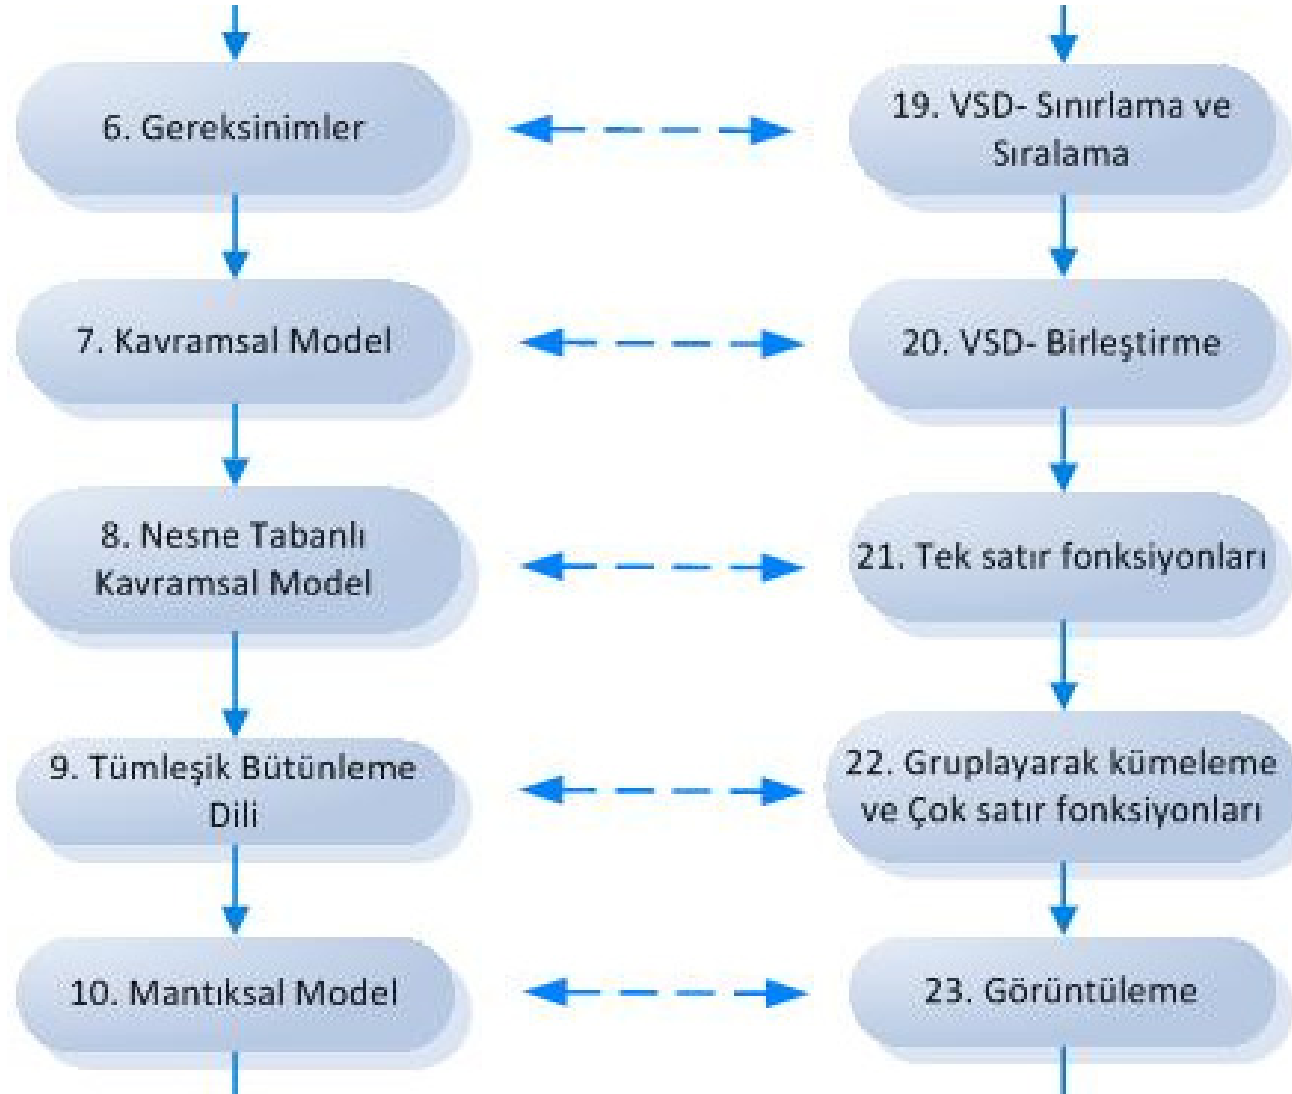 6. Gereksinimler
19. VSD- Sınırlama ve
Sıralama
7. Kavramsal Model
20. VSD- Birleştirme
8. Nesne Tabanlı
Kavramsal Model
21. Tek satır fonksiyonları
9. Tümleşik Bütünleme
Dili
22. Gruplayarak kümeleme
ve Çok satır fonksiyonları
10. Mantıksal Model
23. Görüntüleme